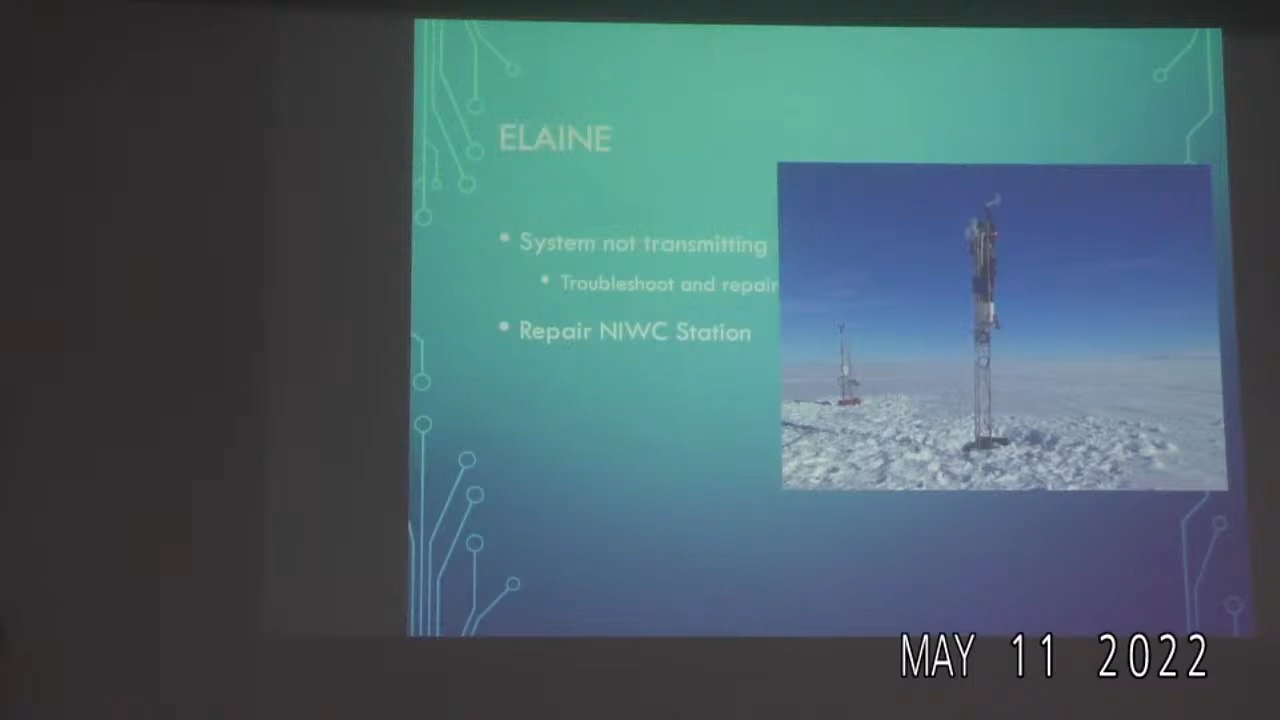 ELAINE
• System not transmitting
• Troubleshoot and repair
• Repair NIWC Station
MAY 11 2022